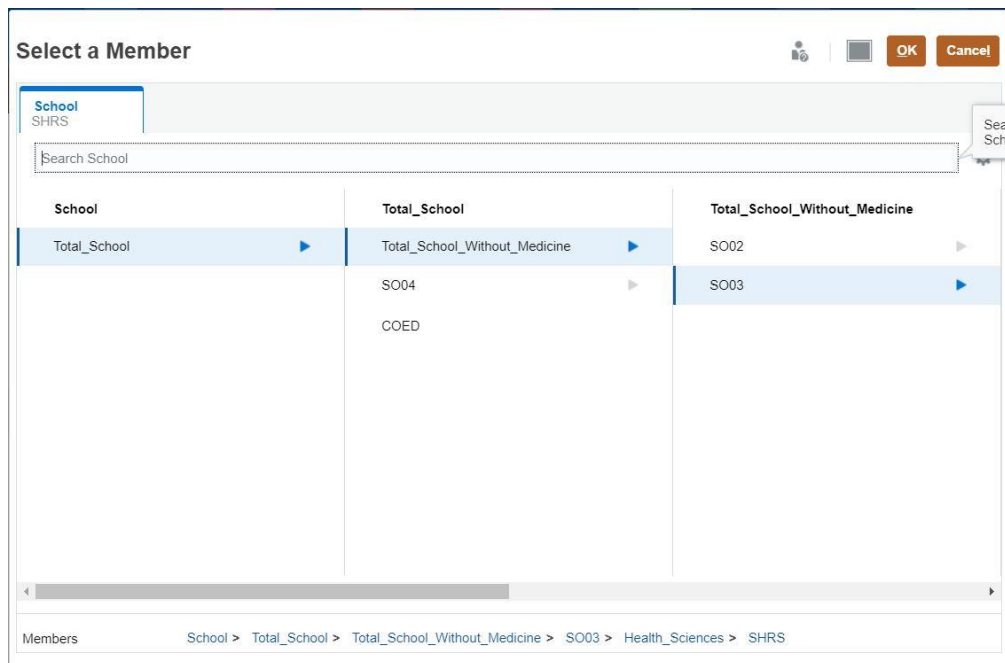 Select a Member
OK
Cancel
School
SHRS
Search School
School
Total_School
Total_School_Without_Medicine
Total_School
Total_School_Without_Medicine
SO02
SO04
SO03
COED
Members School > Total_School > Total_School_Without_Medicine > SO03 > Health_Sciences > SHRS